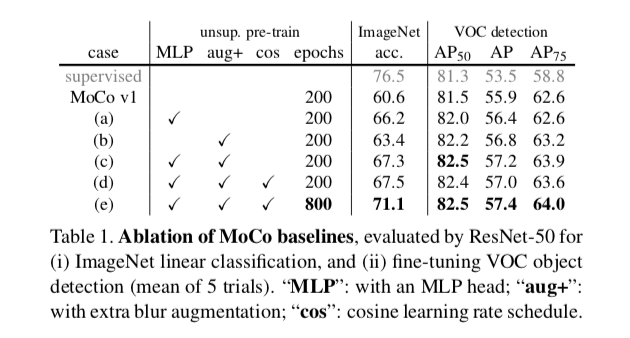 unsup. pre-train ImageNet VOC detection
case MLP aug+ cos epochs acc. AP50 AP AP75
supervised 76.5 81.3 53.5 58.8
MoCo v1 200 60.6 81.5 55.9 62.6
(a) ✓ 200 66.2 82.0 56.4 62.6
(b) ✓ 200 63.4 82.2 56.8 63.2
(c) ✓ ✓ 200 67.3 82.5 57.2 63.9
(d) ✓ ✓ ✓ 200 67.5 82.4 57.0 63.6
(e) ✓ ✓ ✓ 800 71.1 82.5 57.4 64.0
Table 1. Ablation of MoCo baselines, evaluated by ResNet-50 for
(i) ImageNet linear classification, and (ii) fine-tuning VOC object
detection (mean of 5 trials). “MLP”: with an MLP head; “aug+”:
with extra blur augmentation; “cos”: cosine learning rate schedule.